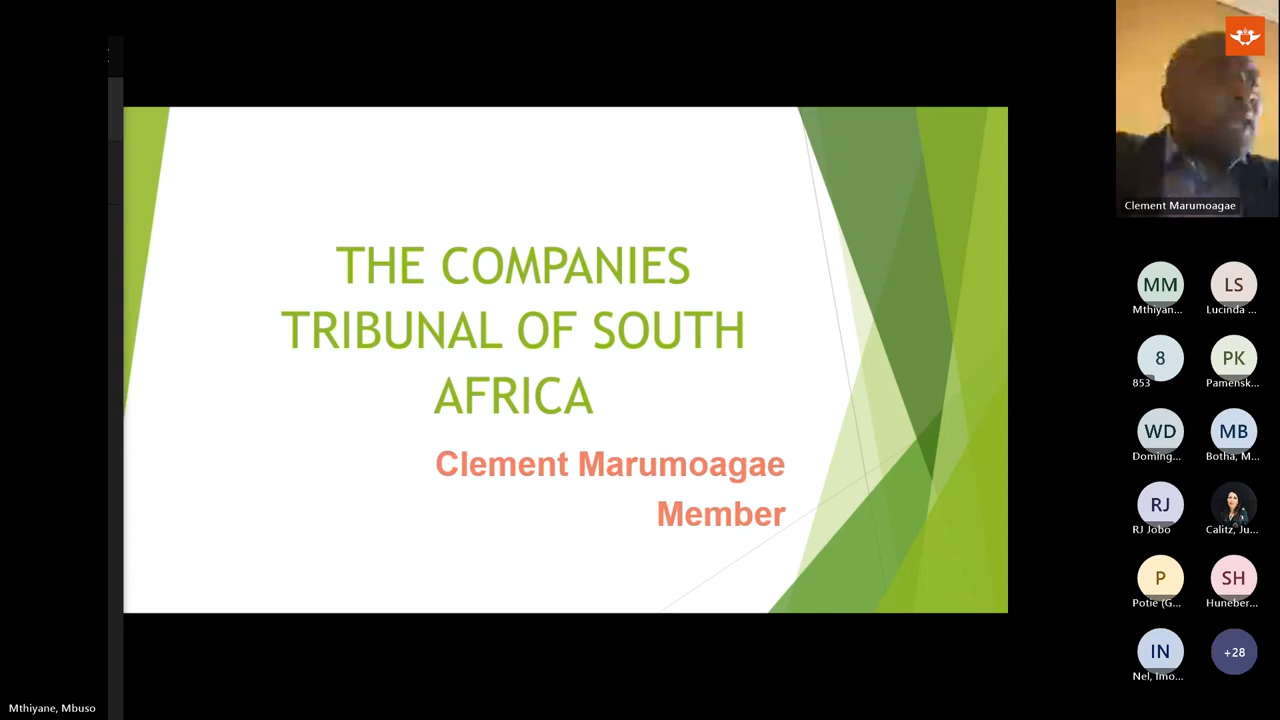 THE COMPANIES
TRIBUNAL OF SOUTH
AFRICA
Clement Marumoagae
Member
Clement Marumoagae
MM
LS
Mthiyan...
Lucinda ...
8
PK
853
Pamensk...
WD
MB
Doming...
Botha, M...
RJ
RJ Jobo
Calitz, Ju...
P
SH
Potie (G...
Huneber...
IN
+28
Nel, Imo...
Mthiyane, Mbuso